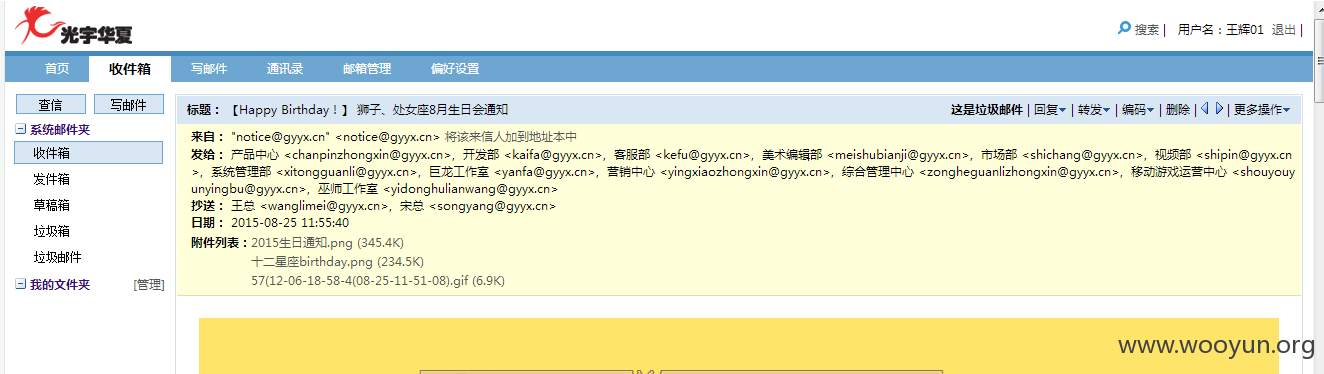 光宇华夏
搜索 | 用户名：王辉01 退出 |
首页 收件箱 写邮件 通讯录 邮箱管理 偏好设置
查信 写邮件
系统邮件夹
收件箱
发件箱
草稿箱
垃圾箱
垃圾邮件
我的文件夹 [管理]
标题： 【Happy Birthday！】 狮子、处女座8月生日会通知 这是垃圾邮件 | 回复 | 转发 | 编码 | 删除 | | 更多操作
来自： "notice@gyyx.cn" <notice@gyyx.cn> 将该来信人加到地址本中
发给： 产品中心 <chanpinzhongxin@gyyx.cn>，开发部 <kaifa@gyyx.cn>，客服部 <kefu@gyyx.cn>，美术编辑部 <meishubianji@gyyx.cn>，市场部 <shichang@gyyx.cn>，视频部 <shipin@gyyx.cn
>，系统管理部 <xitongguanli@gyyx.cn>，巨龙工作室 <yanfa@gyyx.cn>，营销中心 <yingxiaozhongxin@gyyx.cn>，综合管理中心 <zongheguanlizhongxin@gyyx.cn>，移动游戏运营中心 <shouyouy
unyingbu@gyyx.cn>，巫师工作室 <yidonghulianwang@gyyx.cn>
抄送： 王总 <wanglimei@gyyx.cn>，宋总 <songyang@gyyx.cn>
日期： 2015-08-25 11:55:40
附件列表：2015生日通知.png (345.4K)
十二星座birthday.png (234.5K)
57(12-06-18-58-4(08-25-11-51-08).gif (6.9K)
www.wooyun.org